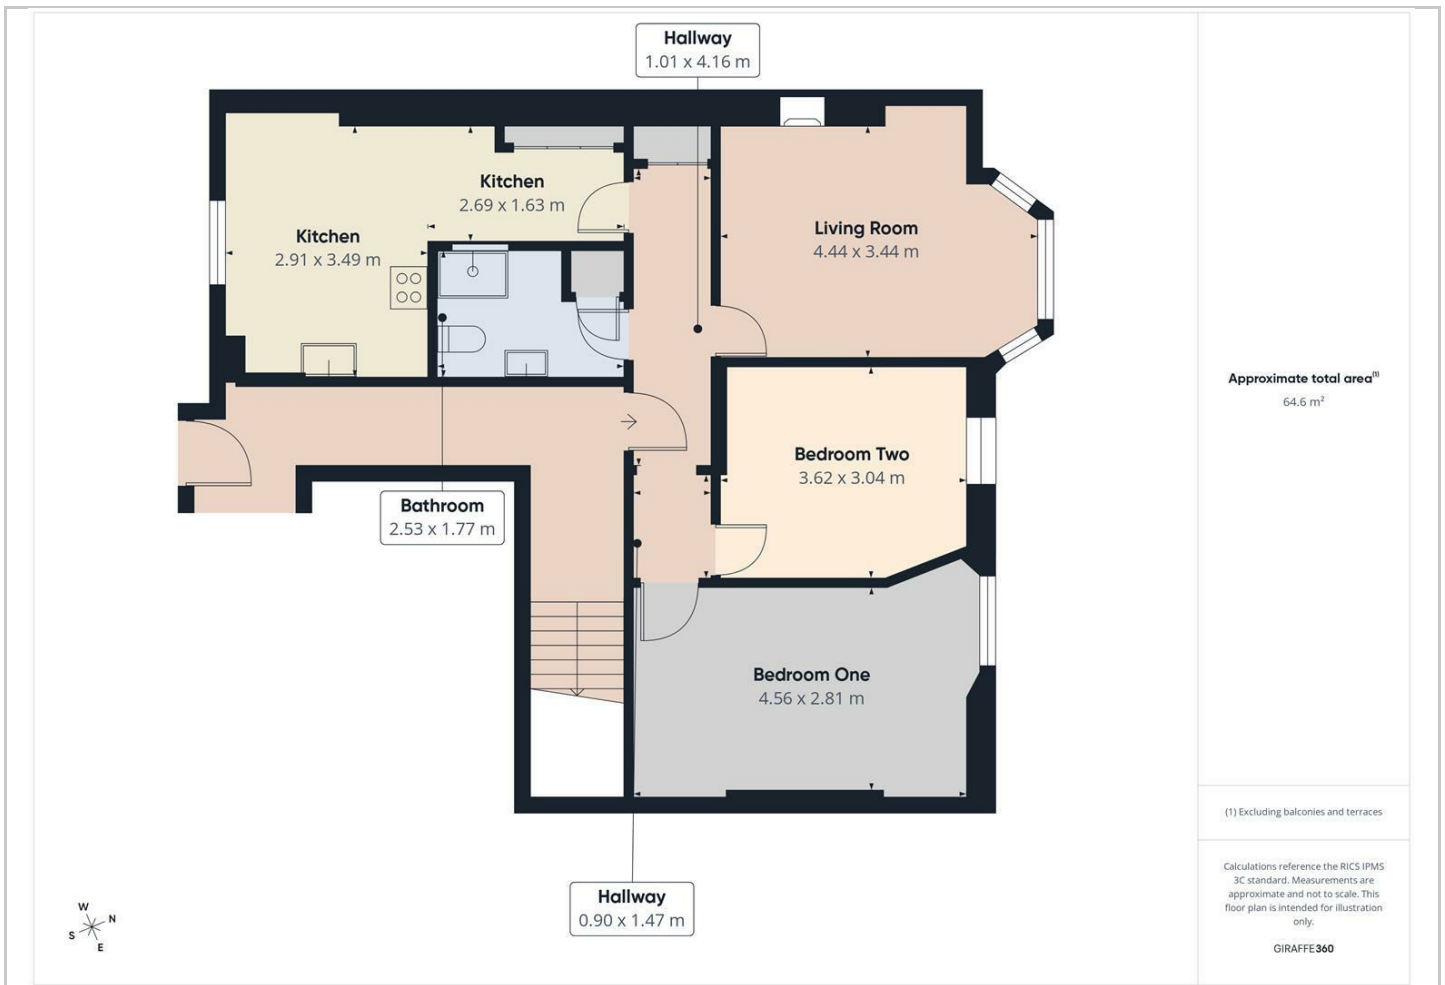 Hallway
1.01 x 4.16 m
Kitchen
2.69 x 1.63 m
Kitchen
2.91 x 3.49 m
Living Room
4.44 x 3.44 m
Bedroom Two
3.62 x 3.04 m
Bathroom
2.53 x 1.77 m
Bedroom One
4.56 x 2.81 m
Hallway
0.90 x 1.47 m
W
N
S
E
Approximate total area⁽¹⁾
64.6 m²
(1) Excluding balconies and terraces
Calculations reference the RICS IPMS
3C standard. Measurements are
approximate and not to scale. This
floor plan is intended for illustration
only.
GIRAFFE360